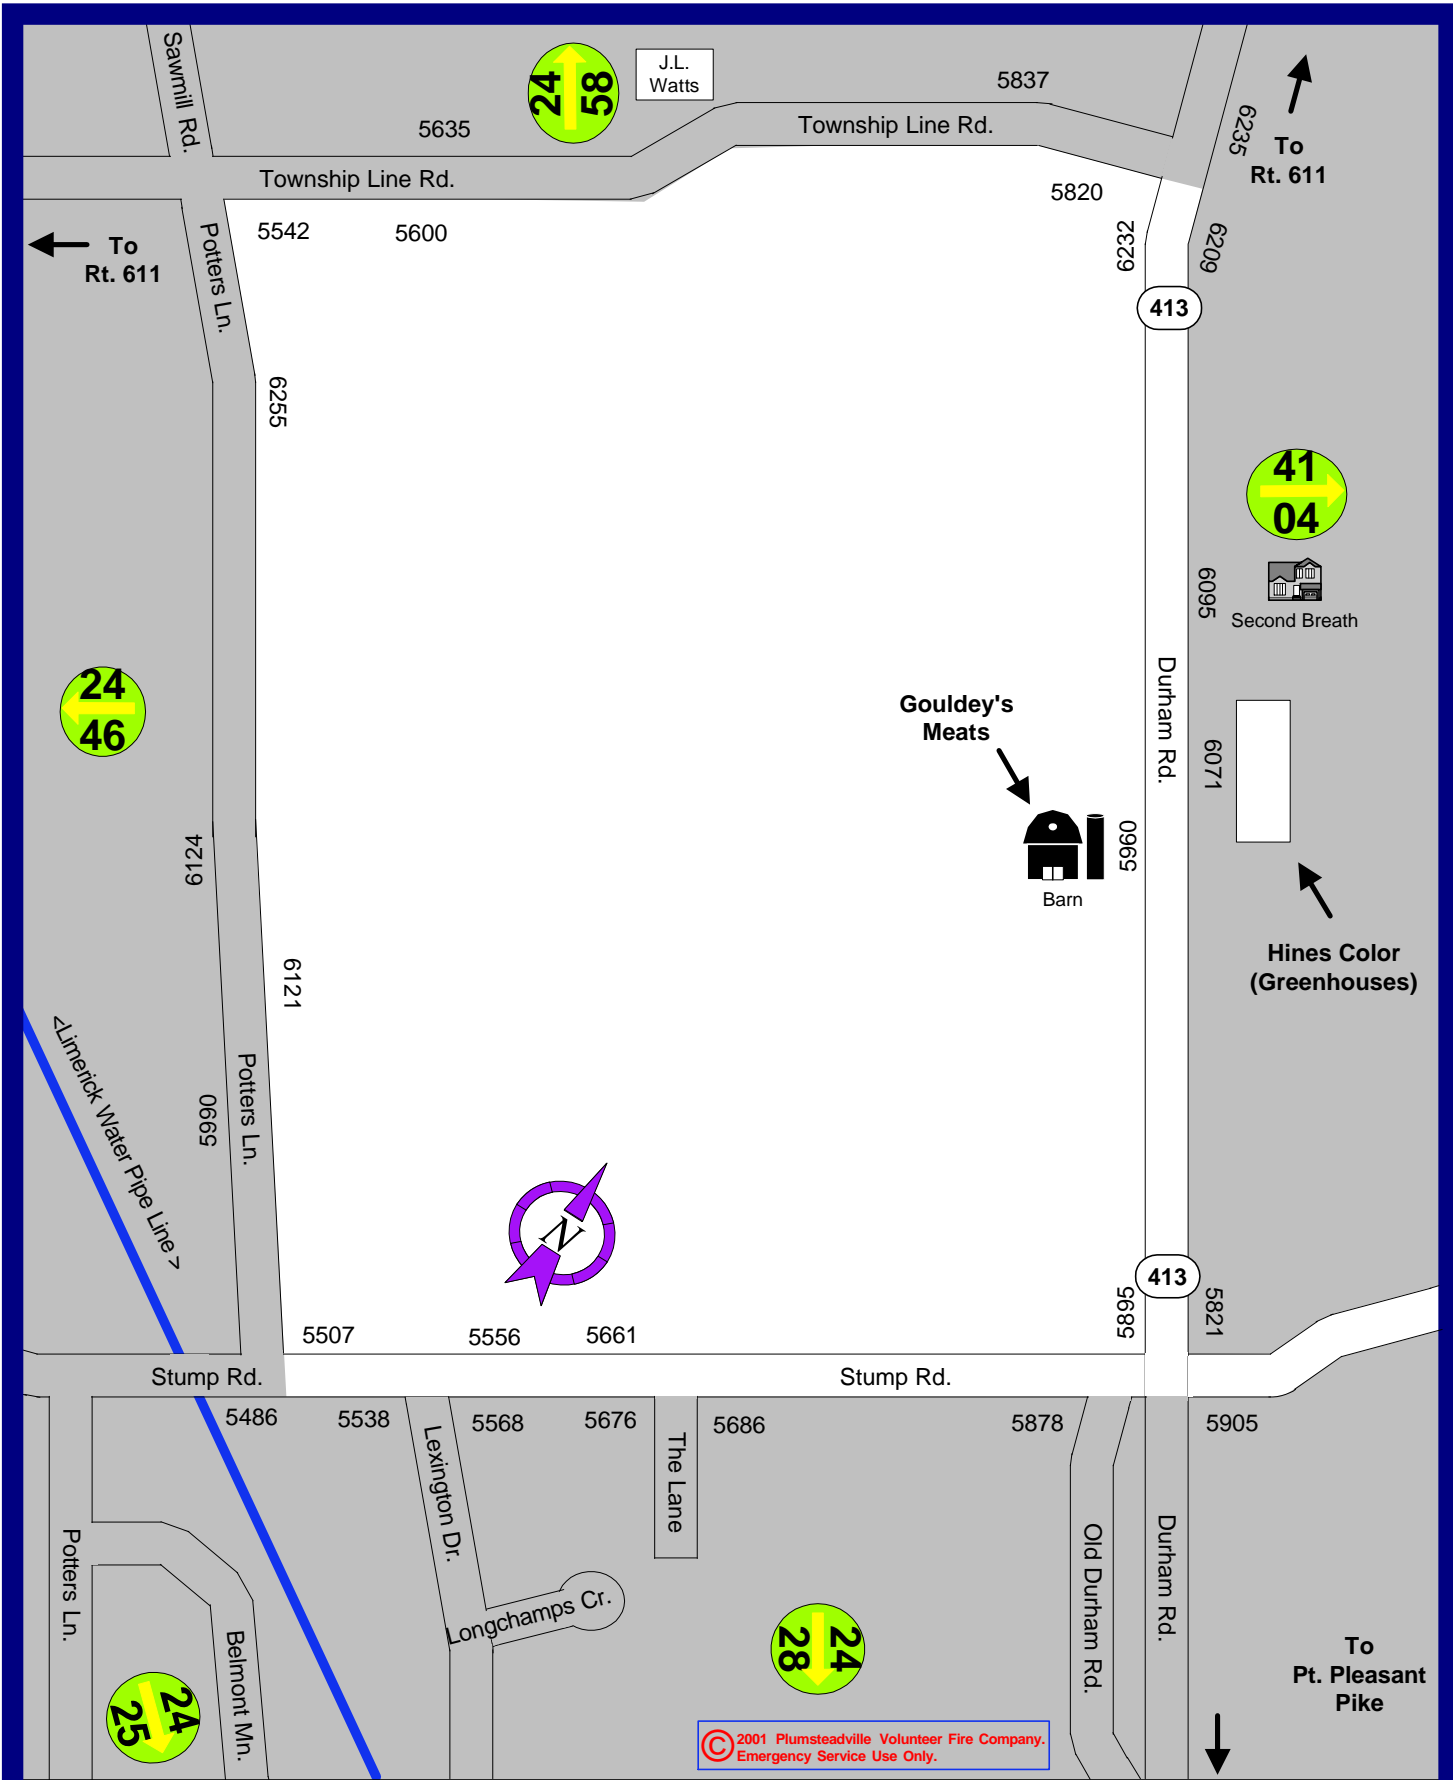 Sawmill Rd.
24
58
J.L.
Watts
5837
5635
Township Line Rd.
6235
To
Rt. 611
Township Line Rd.
5820
5542
5600
6232
6209
To
Rt. 611
Potters Ln.
413
6255
41
04
6095
Second Breath
24
46
Durham Rd.
Gouldey's
Meats
6071
5960
Barn
6124
Hines Color
(Greenhouses)
6121
<Limerick Water Pipe Line >
Potters Ln.
5990
N
413
5895
5821
5507
5556
5661
Stump Rd.
Stump Rd.
5486
5538
5568
5676
5686
5878
5905
Lexington Dr.
The Lane
Potters Ln.
Old Durham Rd.
Durham Rd.
Longchamps Cr.
Belmont Mn.
24
28
To
Pt. Pleasant
Pike
24
25
© 2001 Plumsteadville Volunteer Fire Company.
Emergency Service Use Only.